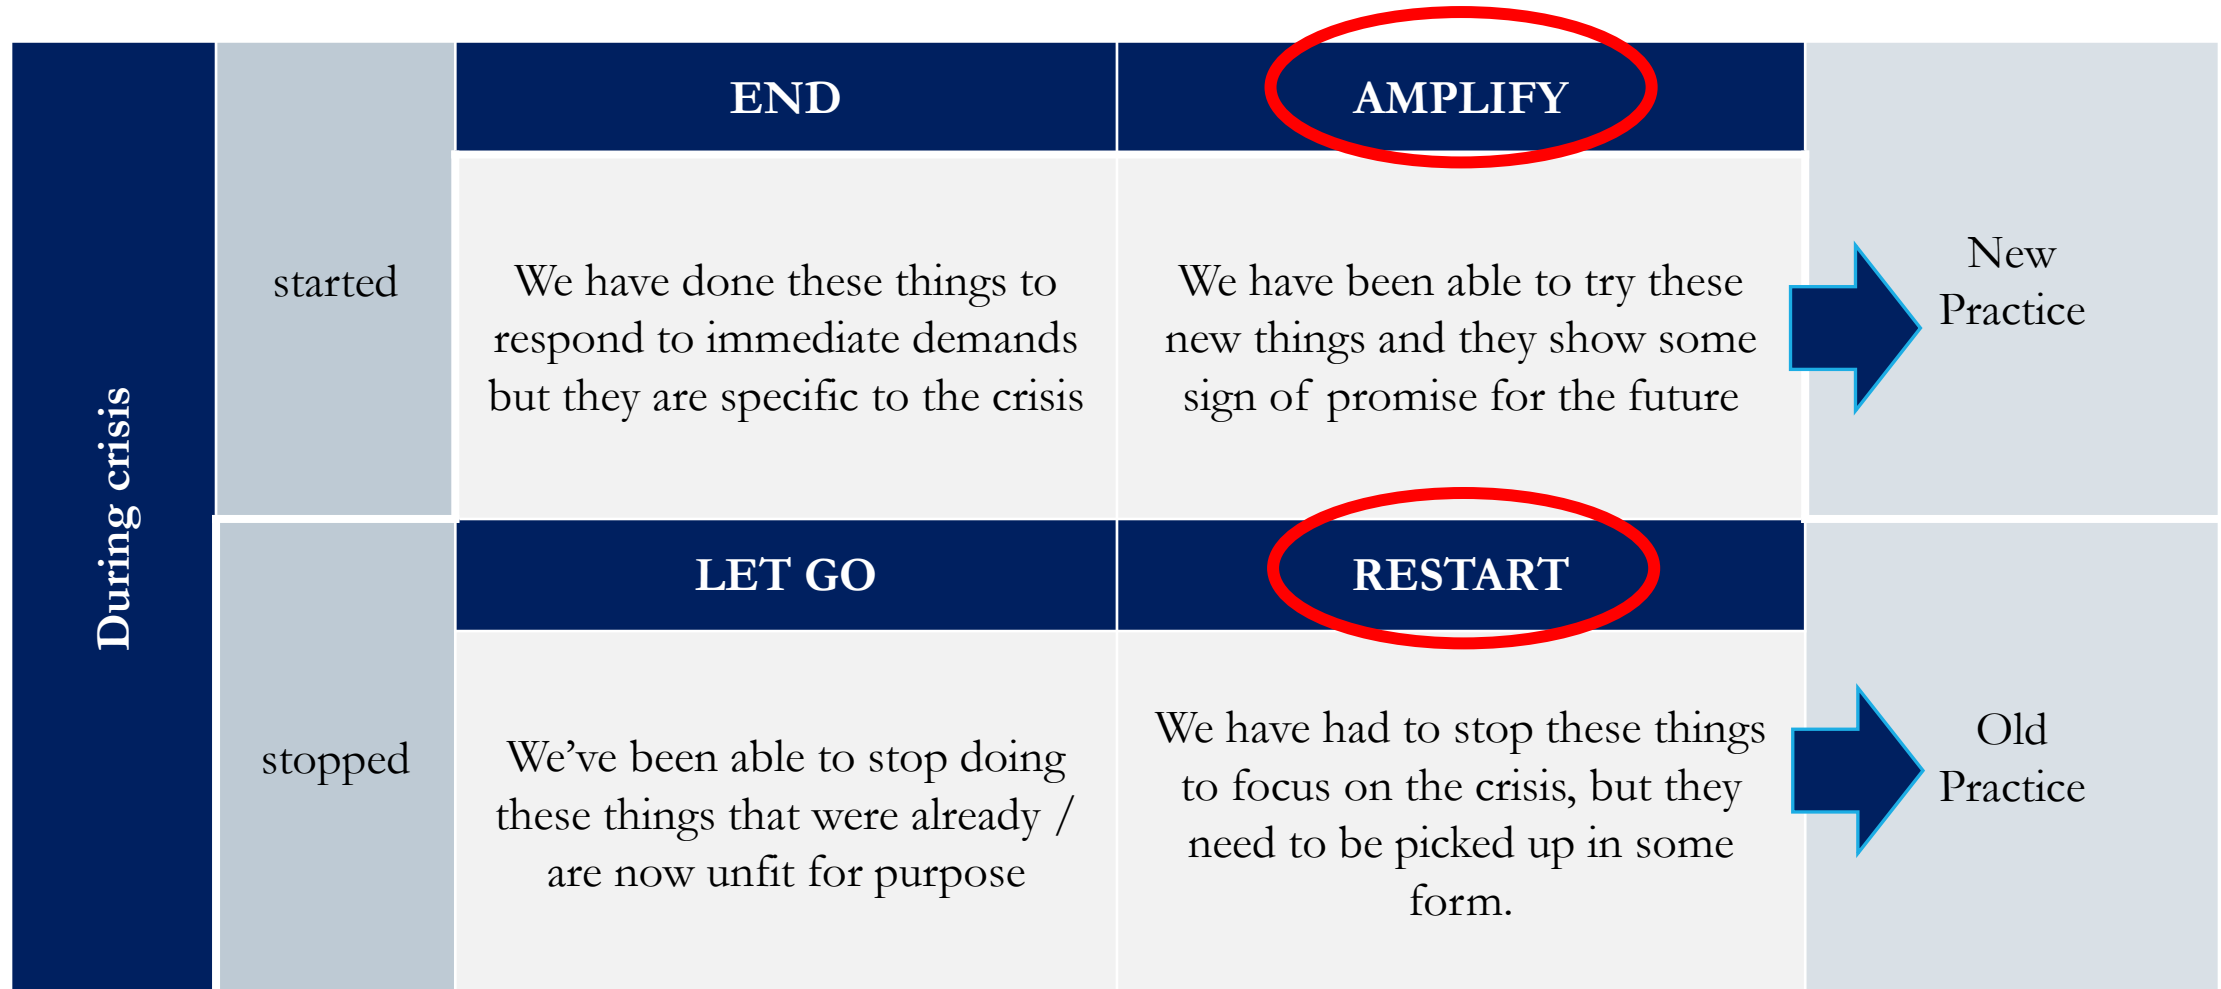 During crisis
started
END
We have done these things to
respond to immediate demands
but they are specific to the crisis
AMPLIFY
We have been able to try these
new things and they show some
sign of promise for the future
New
Practice
stopped
LET GO
We’ve been able to stop doing
these things that were already /
are now unfit for purpose
RESTART
We have had to stop these things
to focus on the crisis, but they
need to be picked up in some
form.
Old
Practice